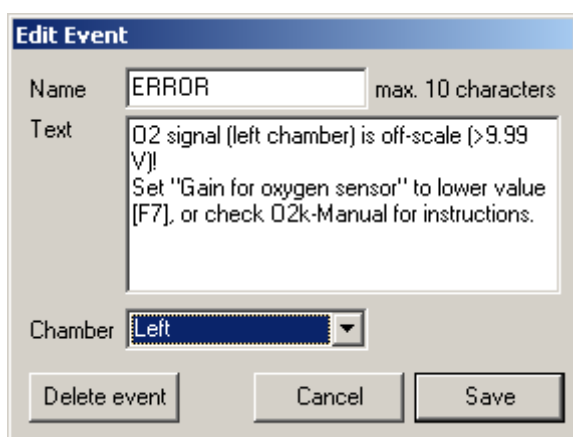 Edit Event
Name ERROR max. 10 characters
Text O2 signal (left chamber) is off-scale (>9.99
V)!
Set "Gain for oxygen sensor" to lower value
[F7], or check O2k-Manual for instructions.
Chamber Left
Delete event Cancel Save